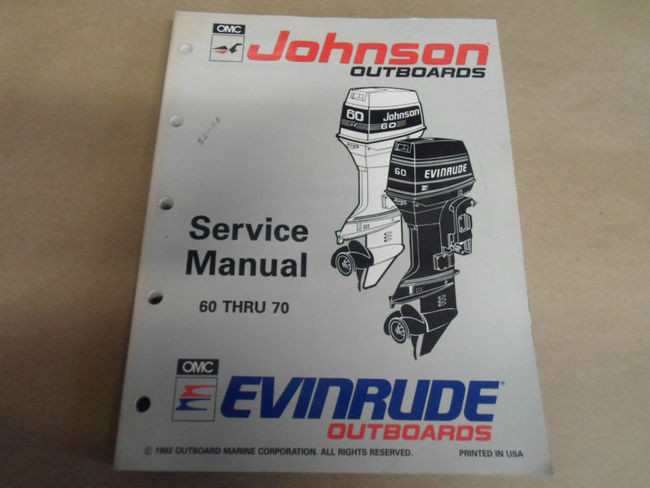 OMC
Johnson
OUTBOARDS
60
Johnson
60
60 EVINRUDE
Service
Manual
60 THRU 70
OMC
EVINRUDE®
OUTBOARDS
© 1992 OUTBOARD MARINE CORPORATION. ALL RIGHTS RESERVED. PRINTED IN USA